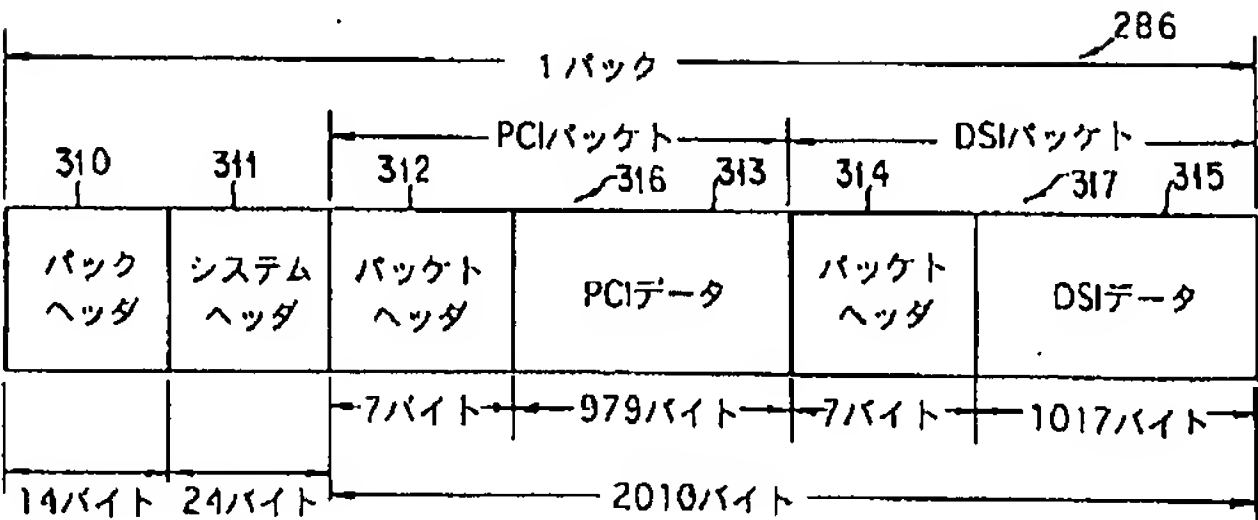 286
1パック
PCIパケット DSIパケット
310 311 312 316 313 314 317 315
パック
ヘッダ
システム
ヘッダ
パケット
ヘッダ
PCIデータ
パケット
ヘッダ
DSIデータ
7バイト 979バイト 7バイト 1017バイト
14バイト 24バイト 2010バイト